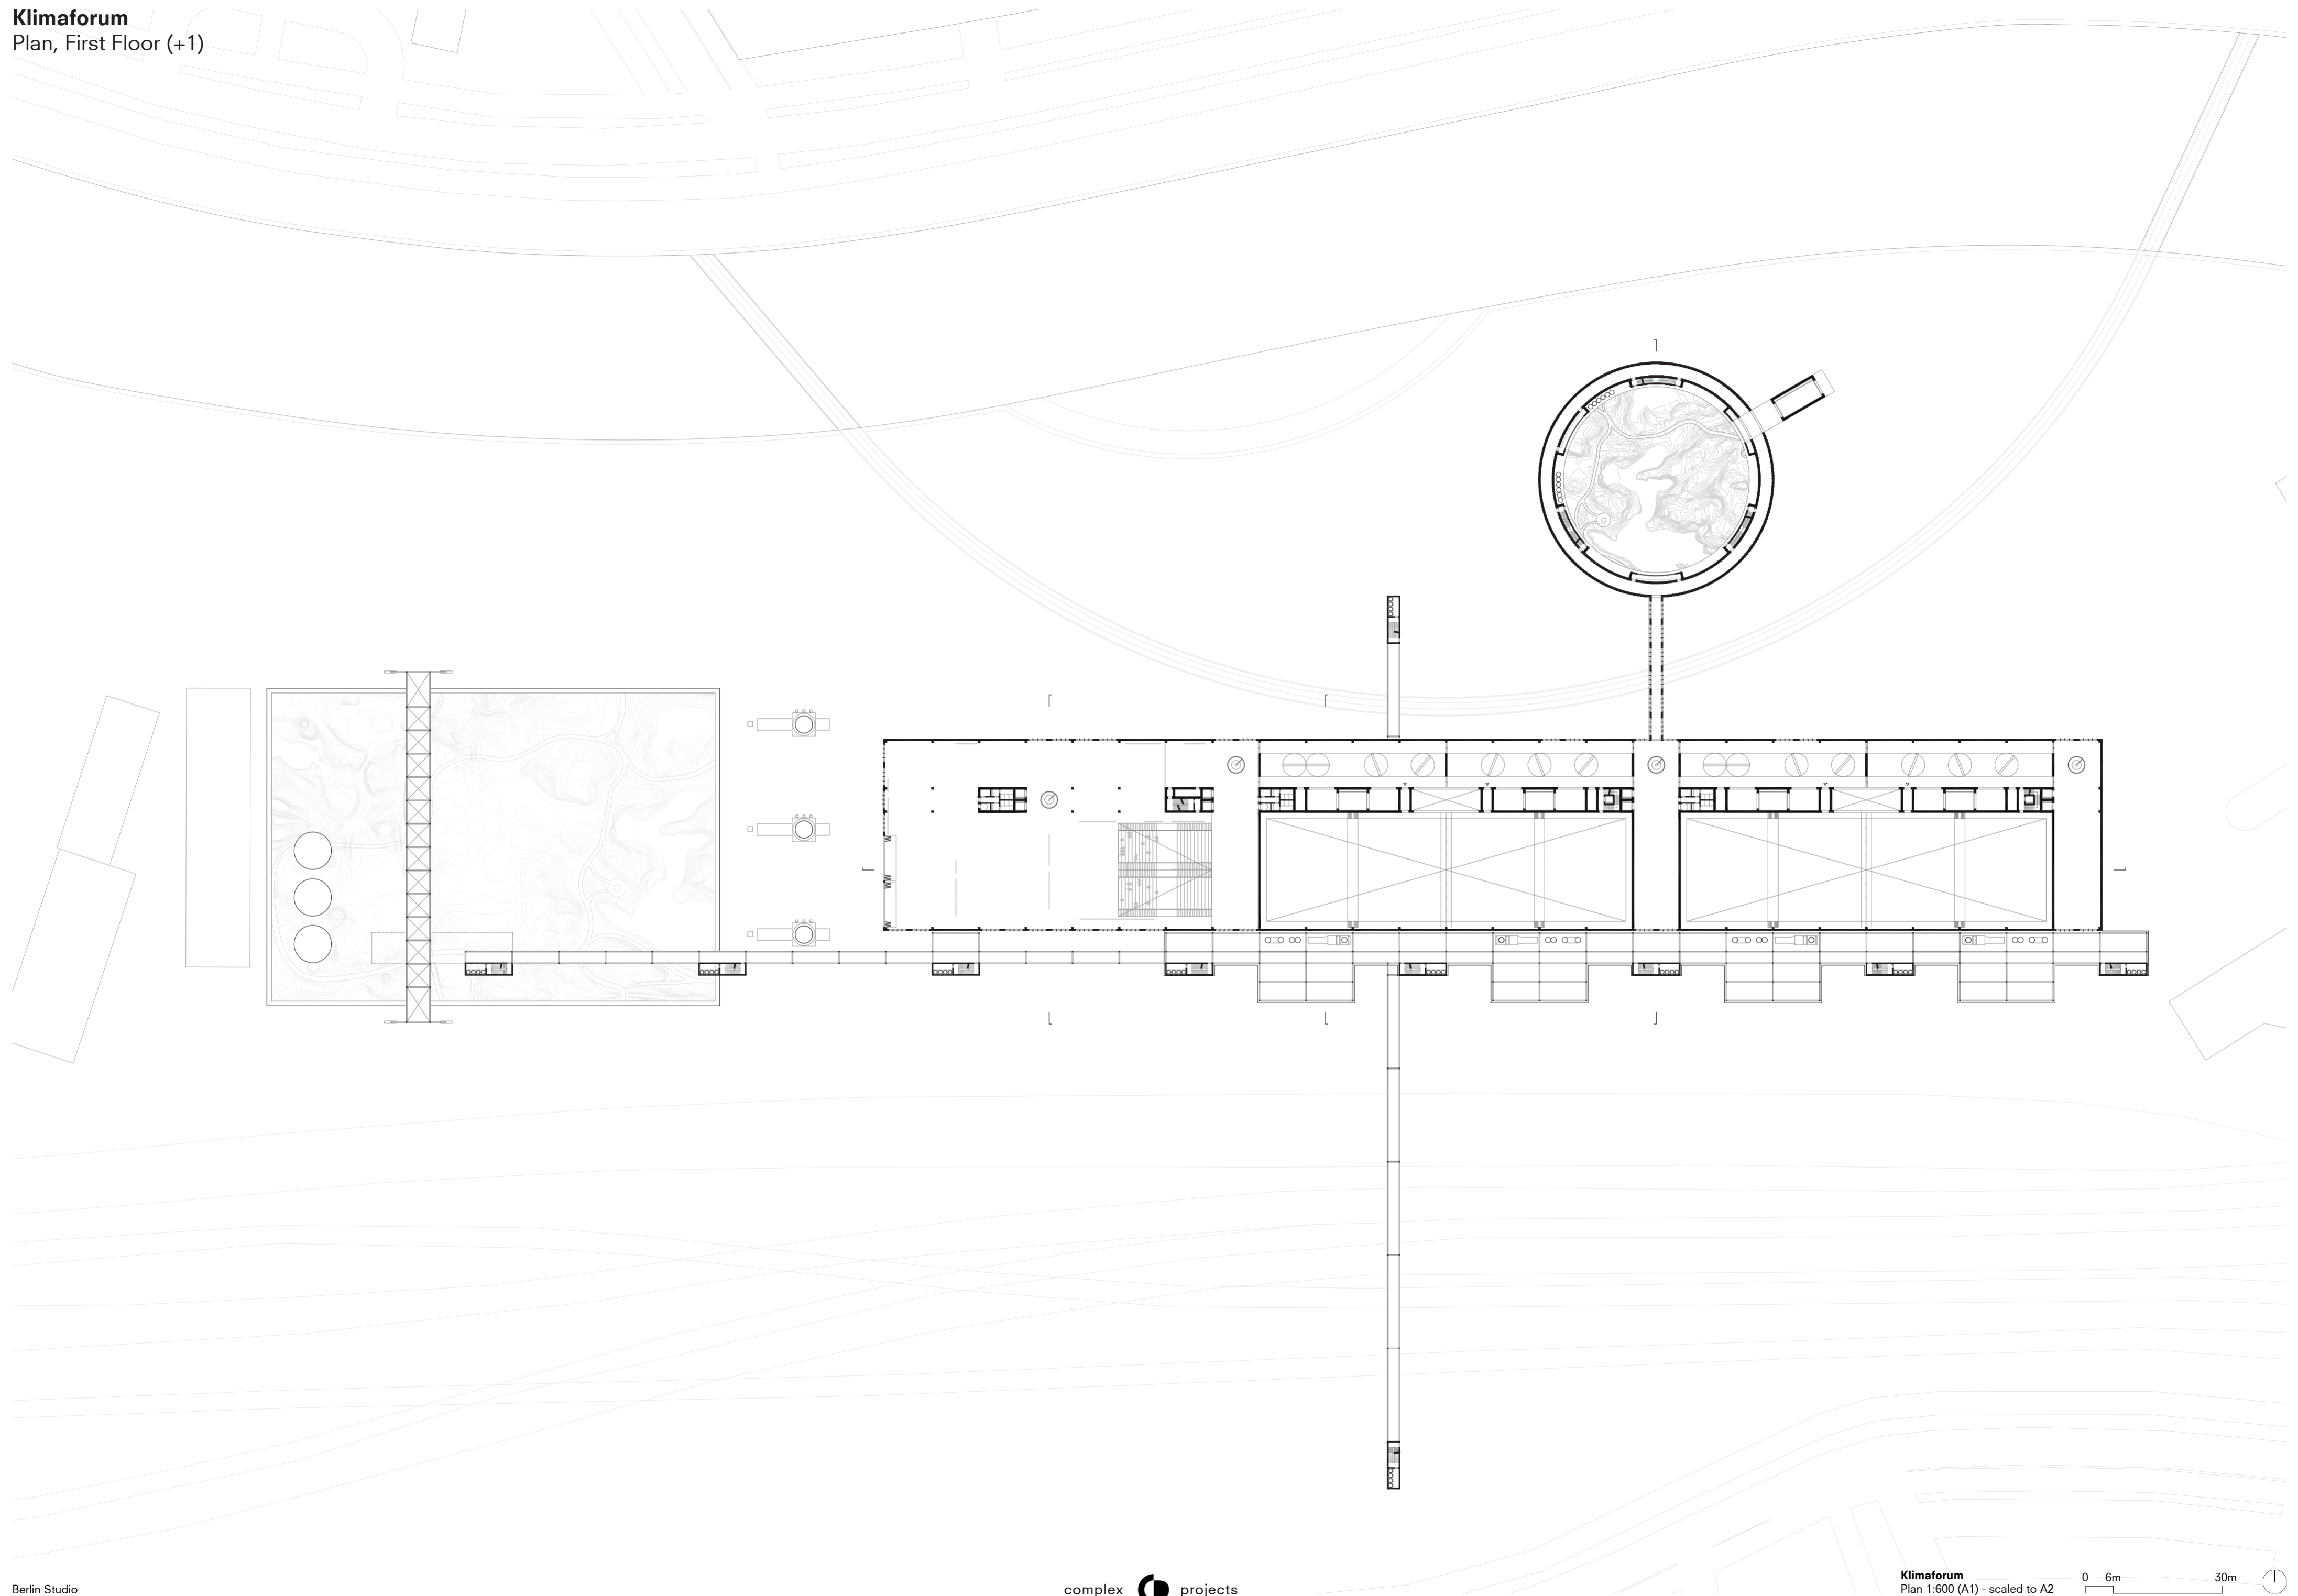 Klimaforum
Plan, First Floor (+1)
Berlin Studio
complex projects
Klimaforum
Plan 1:600 (A1) - scaled to A2
0 6m 30m